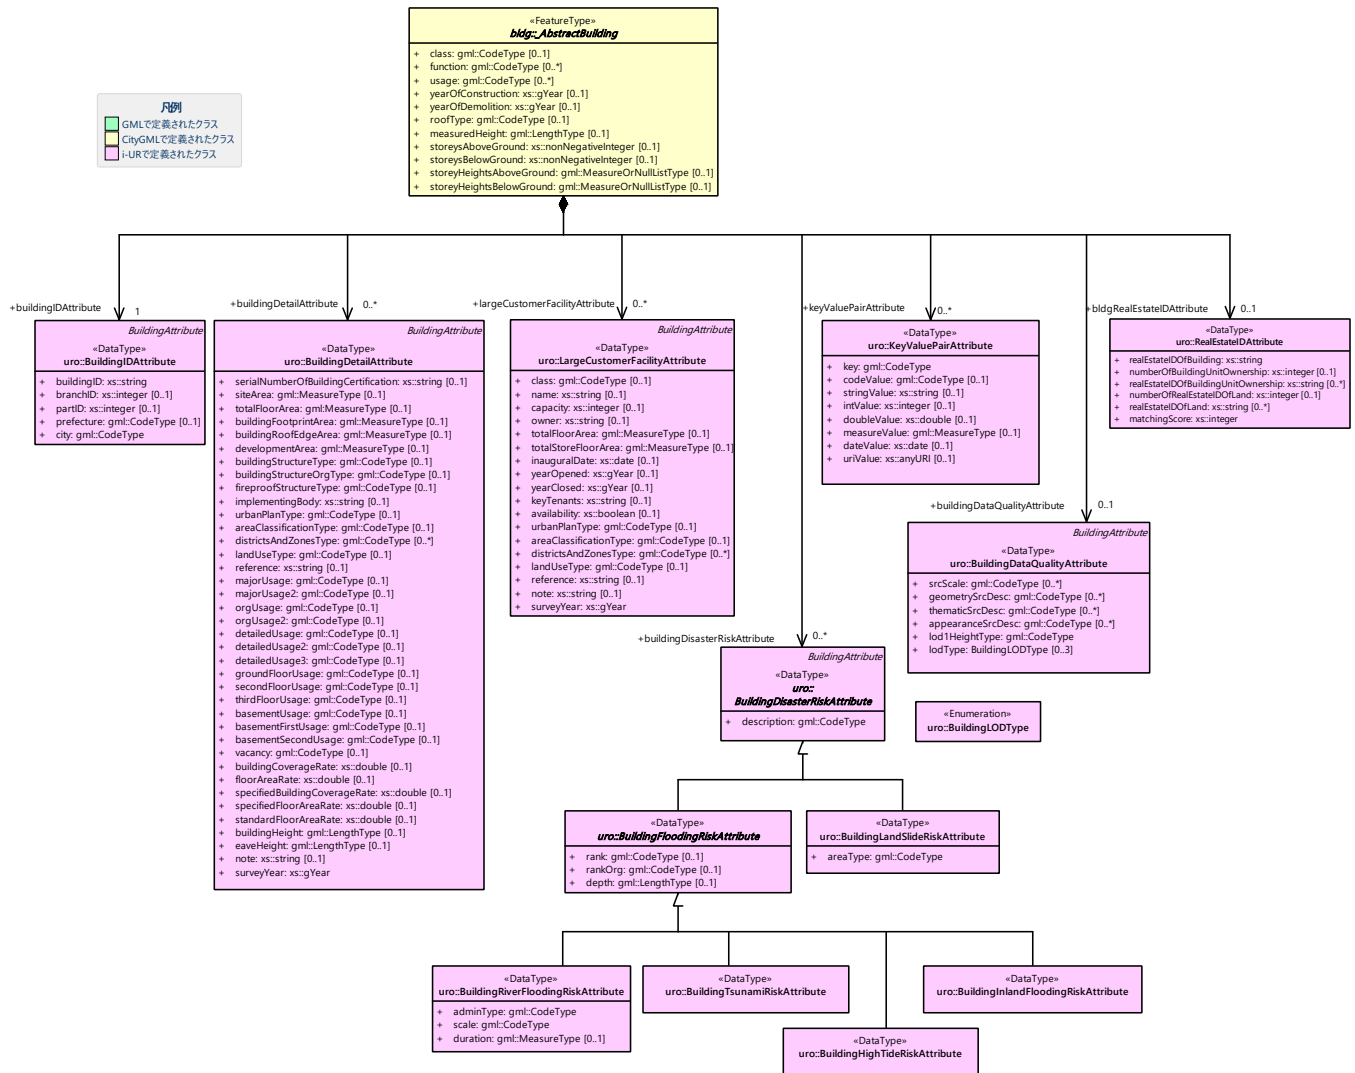 «FeatureType»
bldg::_AbstractBuilding
+ class: gml::CodeType [0..1]
+ function: gml::CodeType [0..*]
+ usage: gml::CodeType [0..*]
+ yearOfConstruction: xs::gYear [0..1]
+ yearOfDemolition: xs::gYear [0..1]
+ roofType: gml::CodeType [0..1]
+ measuredHeight: gml::LengthType [0..1]
+ storeysAboveGround: xs::nonNegativeInteger [0..1]
+ storeysBelowGround: xs::nonNegativeInteger [0..1]
+ storeyHeightsAboveGround: gml::MeasureOrNullListType [0..1]
+ storeyHeightsBelowGround: gml::MeasureOrNullListType [0..1]
凡例
GMLで定義されたクラス
CityGMLで定義されたクラス
i-URで定義されたクラス
+buildingIDAttribute
1
BuildingAttribute
«DataType»
uro::BuildingIDAttribute
+ buildingID: xs::string
+ branchID: xs::integer [0..1]
+ partID: xs::integer [0..1]
+ prefecture: gml::CodeType [0..1]
+ city: gml::CodeType
+buildingDetailAttribute
0..*
BuildingAttribute
«DataType»
uro::BuildingDetailAttribute
+ serialNumberOfBuildingCertification: xs::string [0..1]
+ siteArea: gml::MeasureType [0..1]
+ totalFloorArea: gml:MeasureType [0..1]
+ buildingFootprintArea: gml::MeasureType [0..1]
+ buildingRoofEdgeArea: gml::MeasureType [0..1]
+ developmentArea: gml::MeasureType [0..1]
+ buildingStructureType: gml::CodeType [0..1]
+ buildingStructureOrgType: gml::CodeType [0..1]
+ fireproofStructureType: gml::CodeType [0..1]
+ implementingBody: xs::string [0..1]
+ urbanPlanType: gml::CodeType [0..1]
+ areaClassificationType: gml::CodeType [0..1]
+ districtsAndZonesType: gml::CodeType [0..*]
+ landUseType: gml::CodeType [0..1]
+ reference: xs::string [0..1]
+ majorUsage: gml::CodeType [0..1]
+ majorUsage2: gml::CodeType [0..1]
+ orgUsage: gml::CodeType [0..1]
+ orgUsage2: gml::CodeType [0..1]
+ detailedUsage: gml::CodeType [0..1]
+ detailedUsage2: gml::CodeType [0..1]
+ detailedUsage3: gml::CodeType [0..1]
+ groundFloorUsage: gml::CodeType [0..1]
+ secondFloorUsage: gml::CodeType [0..1]
+ thirdFloorUsage: gml::CodeType [0..1]
+ basementUsage: gml::CodeType [0..1]
+ basementFirstUsage: gml::CodeType [0..1]
+ basementSecondUsage: gml::CodeType [0..1]
+ vacancy: gml::CodeType [0..1]
+ buildingCoverageRate: xs::double [0..1]
+ floorAreaRate: xs::double [0..1]
+ specifiedBuildingCoverageRate: xs::double [0..1]
+ specifiedFloorAreaRate: xs::double [0..1]
+ standardFloorAreaRate: xs::double [0..1]
+ buildingHeight: gml::LengthType [0..1]
+ eaveHeight: gml::LengthType [0..1]
+ note: xs::string [0..1]
+ surveyYear: xs::gYear
+largeCustomerFacilityAttribute
0..*
BuildingAttribute
«DataType»
uro::LargeCustomerFacilityAttribute
+ class: gml::CodeType [0..1]
+ name: xs::string [0..1]
+ capacity: xs::integer [0..1]
+ owner: xs::string [0..1]
+ totalFloorArea: gml::MeasureType [0..1]
+ totalStoreFloorArea: gml::MeasureType [0..1]
+ inauguralDate: xs::date [0..1]
+ yearOpened: xs::gYear [0..1]
+ yearClosed: xs::gYear [0..1]
+ keyTenants: xs::string [0..1]
+ availability: xs::boolean [0..1]
+ urbanPlanType: gml::CodeType [0..1]
+ areaClassificationType: gml::CodeType [0..1]
+ districtsAndZonesType: gml::CodeType [0..*]
+ landUseType: gml::CodeType [0..1]
+ reference: xs::string [0..1]
+ note: xs::string [0..1]
+ surveyYear: xs::gYear
+keyValuePairAttribute
0..*
«DataType»
uro::KeyValuePairAttribute
+ key: gml::CodeType
+ codeValue: gml::CodeType [0..1]
+ stringValue: xs::string [0..1]
+ intValue: xs::integer [0..1]
+ doubleValue: xs::double [0..1]
+ measureValue: gml::MeasureType [0..1]
+ dateValue: xs::date [0..1]
+ uriValue: xs::anyURI [0..1]
+bldgRealEstateIDAttribute
0..1
«DataType»
uro::RealEstateIDAttribute
+ realEstateIDOfBuilding: xs::string
+ numberOfBuildingUnitOwnership: xs::integer [0..1]
+ realEstateIDOfBuildingUnitOwnership: xs::string [0..*]
+ numberOfRealEstateIDOfLand: xs::integer [0..1]
+ realEstateIDOfLand: xs::string [0..*]
+ matchingScore: xs::integer
+buildingDataQualityAttribute
0..1
BuildingAttribute
«DataType»
uro::BuildingDataQualityAttribute
+ srcScale: gml::CodeType [0..*]
+ geometrySrcDesc: gml::CodeType [0..*]
+ thematicSrcDesc: gml::CodeType [0..*]
+ appearanceSrcDesc: gml::CodeType [0..*]
+ lod1HeightType: gml::CodeType
+ lodType: BuildingLODType [0..3]
+buildingDisasterRiskAttribute
0..*
BuildingAttribute
«DataType»
uro::
BuildingDisasterRiskAttribute
+ description: gml::CodeType
«Enumeration»
uro::BuildingLODType
«DataType»
uro::BuildingFloodingRiskAttribute
+ rank: gml::CodeType [0..1]
+ rankOrg: gml::CodeType [0..1]
+ depth: gml::LengthType [0..1]
«DataType»
uro::BuildingLandSlideRiskAttribute
+ areaType: gml::CodeType
«DataType»
uro::BuildingRiverFloodingRiskAttribute
+ adminType: gml::CodeType
+ scale: gml::CodeType
+ duration: gml::MeasureType [0..1]
«DataType»
uro::BuildingTsunamiRiskAttribute
«DataType»
uro::BuildingInlandFloodingRiskAttribute
«DataType»
uro::BuildingHighTideRiskAttribute